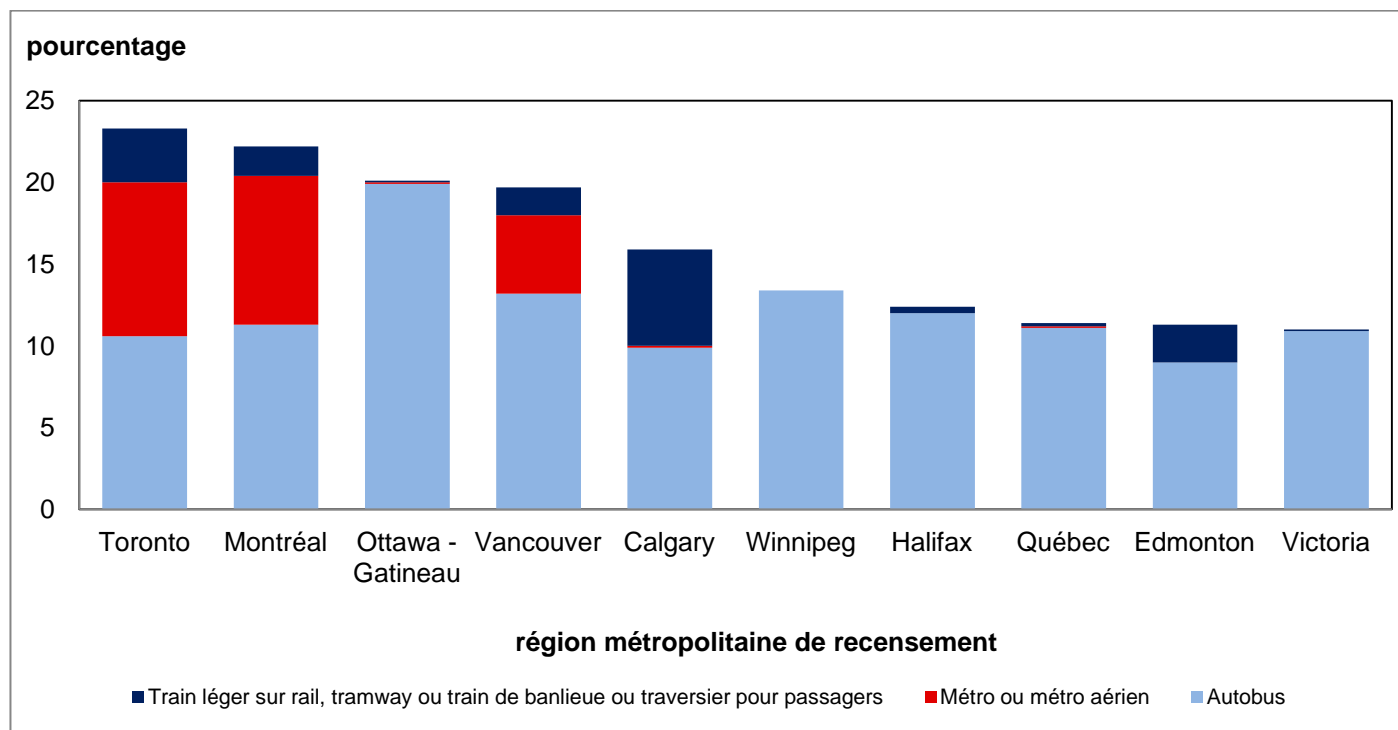 pourcentage
25
20
15
10
5
0
Toronto
Montréal
Ottawa -
Gatineau
Vancouver
Calgary
Winnipeg
Halifax
Québec
Edmonton
Victoria
région métropolitaine de recensement
Train léger sur rail, tramway ou train de banlieue ou traversier pour passagers
Métro ou métro aérien
Autobus